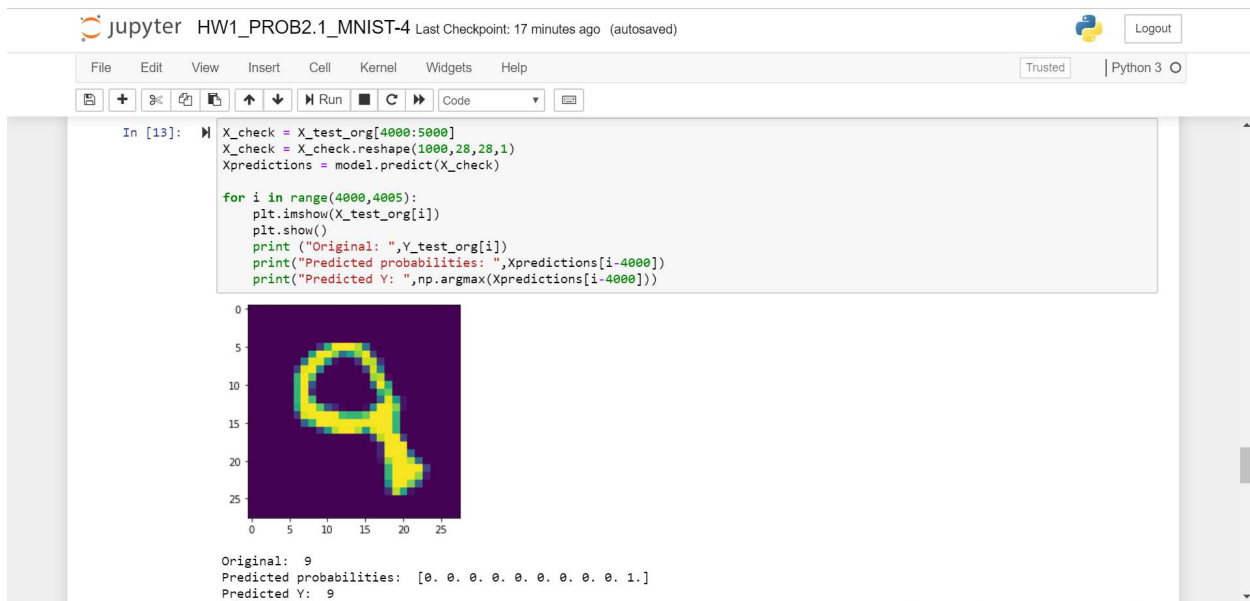 jupyter HW1_PROB2.1_MNIST-4 Last Checkpoint: 17 minutes ago (autosaved) Logout
File Edit View Insert Cell Kernel Widgets Help Trusted Python 3
Run Code
In [13]: X_check = X_test_org[4000:5000]
X_check = X_check.reshape(1000,28,28,1)
Xpredictions = model.predict(X_check)
for i in range(4000,4005):
plt.imshow(X_test_org[i])
plt.show()
print ("Original: ",Y_test_org[i])
print("Predicted probabilities: ",Xpredictions[i-4000])
print("Predicted Y: ",np.argmax(Xpredictions[i-4000]))
0
5
10
15
20
25
0 5 10 15 20 25
Original: 9
Predicted probabilities: [0. 0. 0. 0. 0. 0. 0. 0. 0. 1.]
Predicted Y: 9